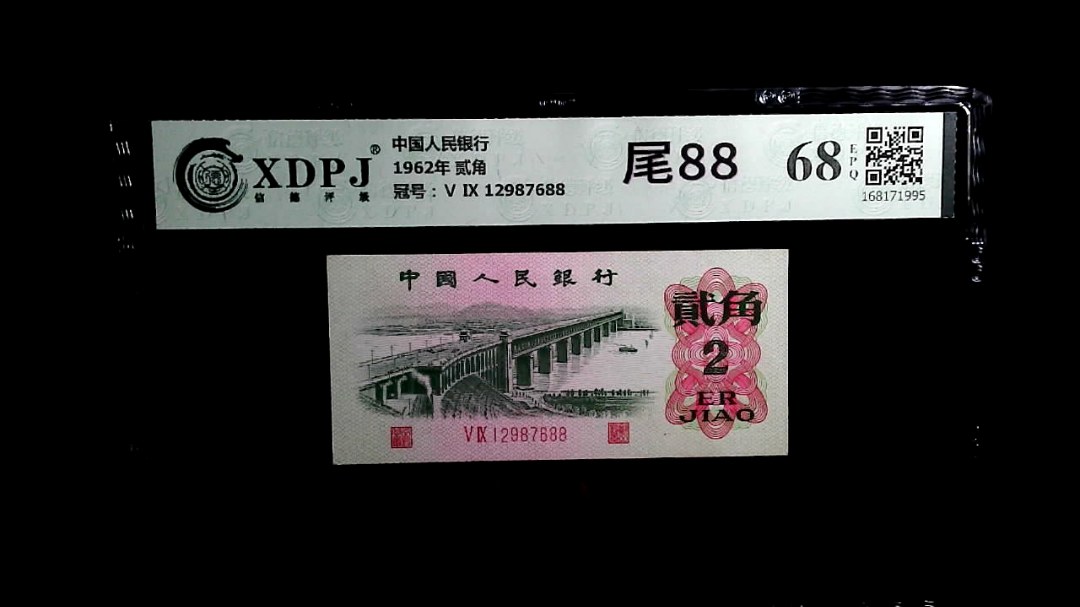 XDPJ®
信德评级
中国人民银行
1962年 贰角
冠号：V IX 12987688
尾88
68
EPQ
168171995
中國人民銀行
貳角
2
ER
JIAO
V IX 12987688